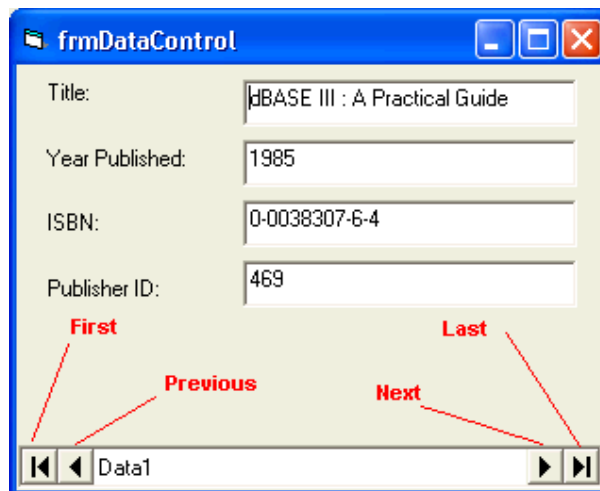 frmDataControl
Title: dBASE III : A Practical Guide
Year Published: 1985
ISBN: 0-0038307-6-4
Publisher ID: 469
First Last
Previous Next
Data1